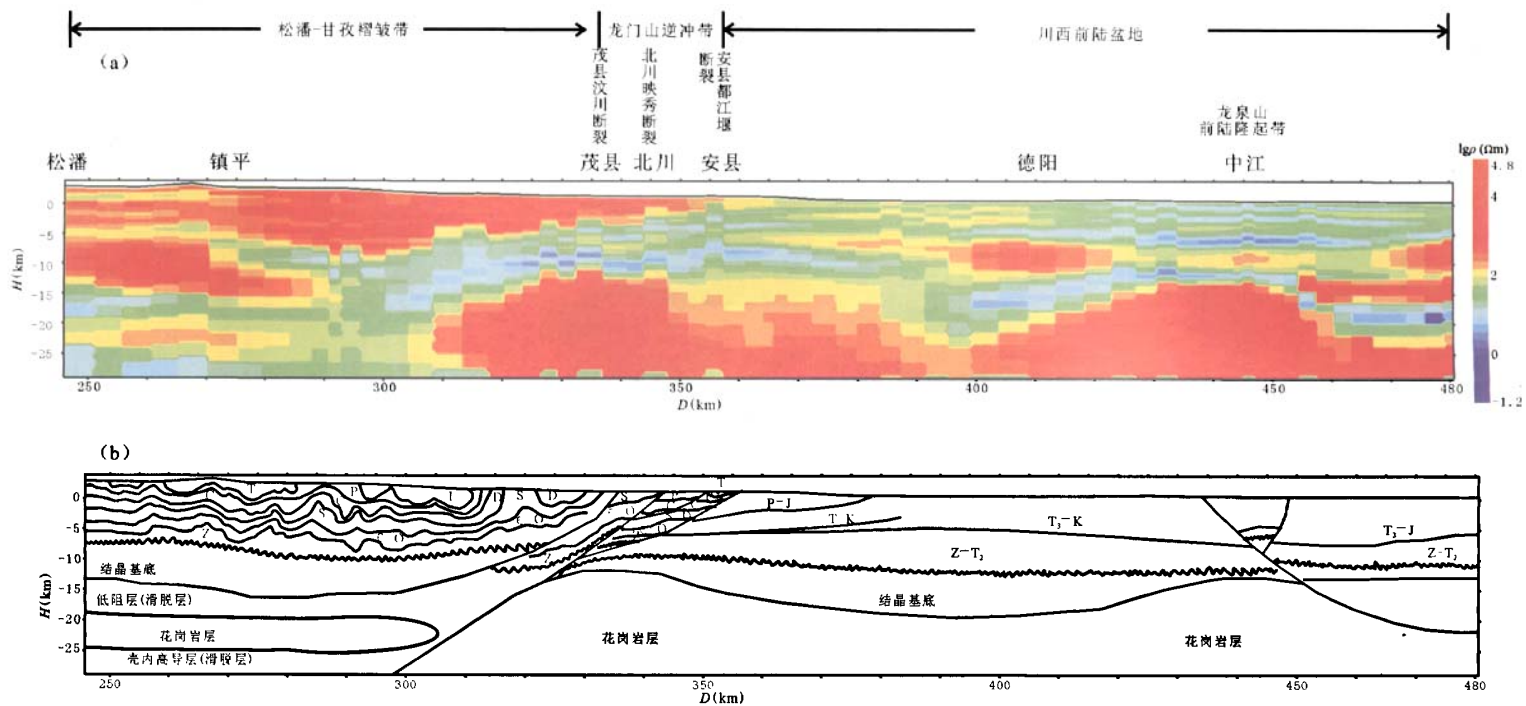 松潘-甘孜褶皱带
龙门山逆冲带
川西前陆盆地
(a)
茂县汶川断裂
北川映秀断裂
安县都江堰断裂
龙泉山
前陆隆起带
松潘
镇平
茂县
北川
安县
德阳
中江
lgρ (Ωm)
4.8
4
2
0
-1.2
H(km)
0
-5
-10
-15
-20
-25
250
300
350
400
450
480
D(km)
(b)
H(km)
0
-5
-10
-15
-20
-25
T
P
D
S
D
S
T
S
Z
C
O
O
P-J
T
K
T₃-K
T₃-J
Z-T₂
Z-T₂
结晶基底
低阻层(滑脱层)
花岗岩层
壳内高导层(滑脱层)
结晶基底
花岗岩层
花岗岩层
250
300
350
400
450
480
D(km)